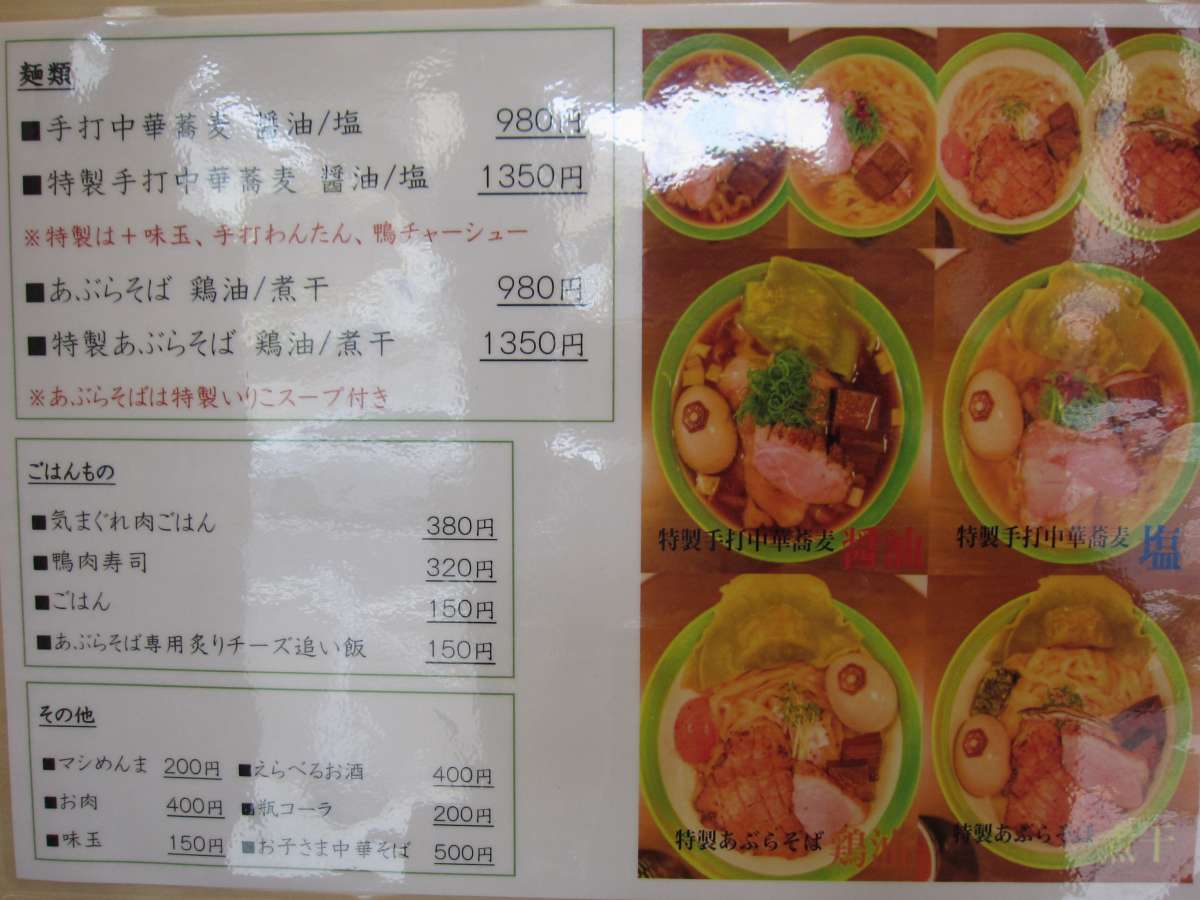 麺類
■手打中華蕎麦 醤油/塩 980円
■特製手打中華蕎麦 醤油/塩 1350円
※特製は+味玉、手打わんたん、鴨チャーシュー
■あぶらそば 鶏油/煮干 980円
■特製あぶらそば 鶏油/煮干 1350円
※あぶらそばは特製いりこスープ付き
ごはんもの
■気まぐれ肉ごはん 380円
■鴨肉寿司 320円
■ごはん 150円
■あぶらそば専用炙りチーズ追い飯 150円
その他
■マシめんま 200円 ■えらべるお酒 400円
■お肉 400円 ■瓶コーラ 200円
■味玉 150円 ■お子さま中華そば 500円
特製手打中華蕎麦 醤油
特製手打中華蕎麦 塩
特製あぶらそば 鶏油
特製あぶらそば 煮干